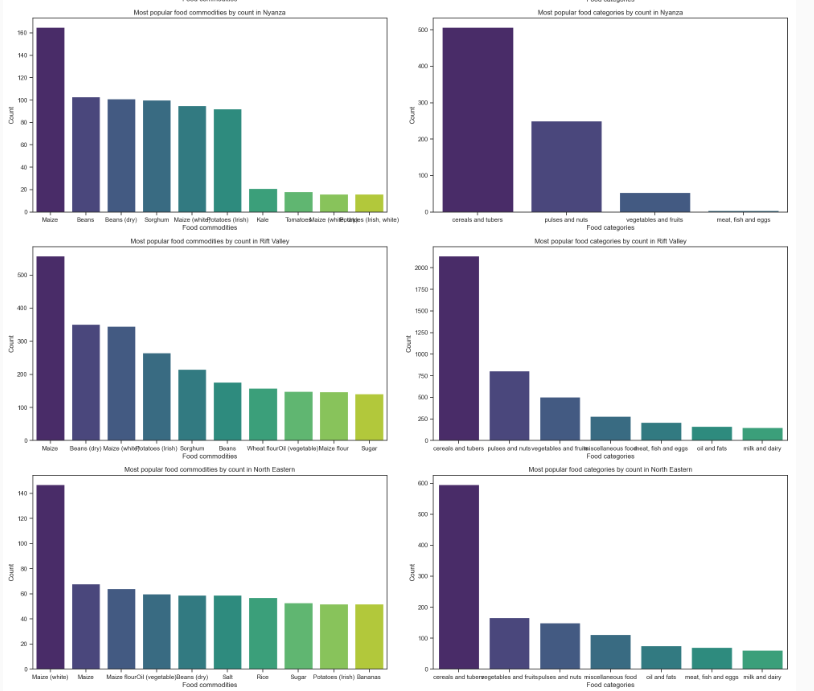 Food commodities
Food categories
Most popular food commodities by count in Nyanza
160
140
120
100
80
60
40
20
0
Count
Maize Beans Beans (dry) Sorghum Maize (white) Potatoes (Irish) Kale Tomatoes Maize (white, dry) Potatoes (Irish, white)
Food commodities
Most popular food categories by count in Nyanza
500
400
300
200
100
0
Count
cereals and tubers pulses and nuts vegetables and fruits meat, fish and eggs
Food categories
Most popular food commodities by count in Rift Valley
500
400
300
200
100
0
Count
Maize Beans (dry) Maize (white) Potatoes (Irish) Sorghum Beans Wheat flour Oil (vegetable) Maize flour Sugar
Food commodities
Most popular food categories by count in Rift Valley
2000
1750
1500
1250
1000
750
500
250
0
Count
cereals and tubers pulses and nuts vegetables and fruits miscellaneous food meat, fish and eggs oil and fats milk and dairy
Food categories
Most popular food commodities by count in North Eastern
140
120
100
80
60
40
20
0
Count
Maize (white) Maize Maize flour Oil (vegetable) Beans (dry) Salt Rice Sugar Potatoes (Irish) Bananas
Food commodities
Most popular food categories by count in North Eastern
600
500
400
300
200
100
0
Count
cereals and tubers vegetables and fruits pulses and nuts miscellaneous food oil and fats meat, fish and eggs milk and dairy
Food categories